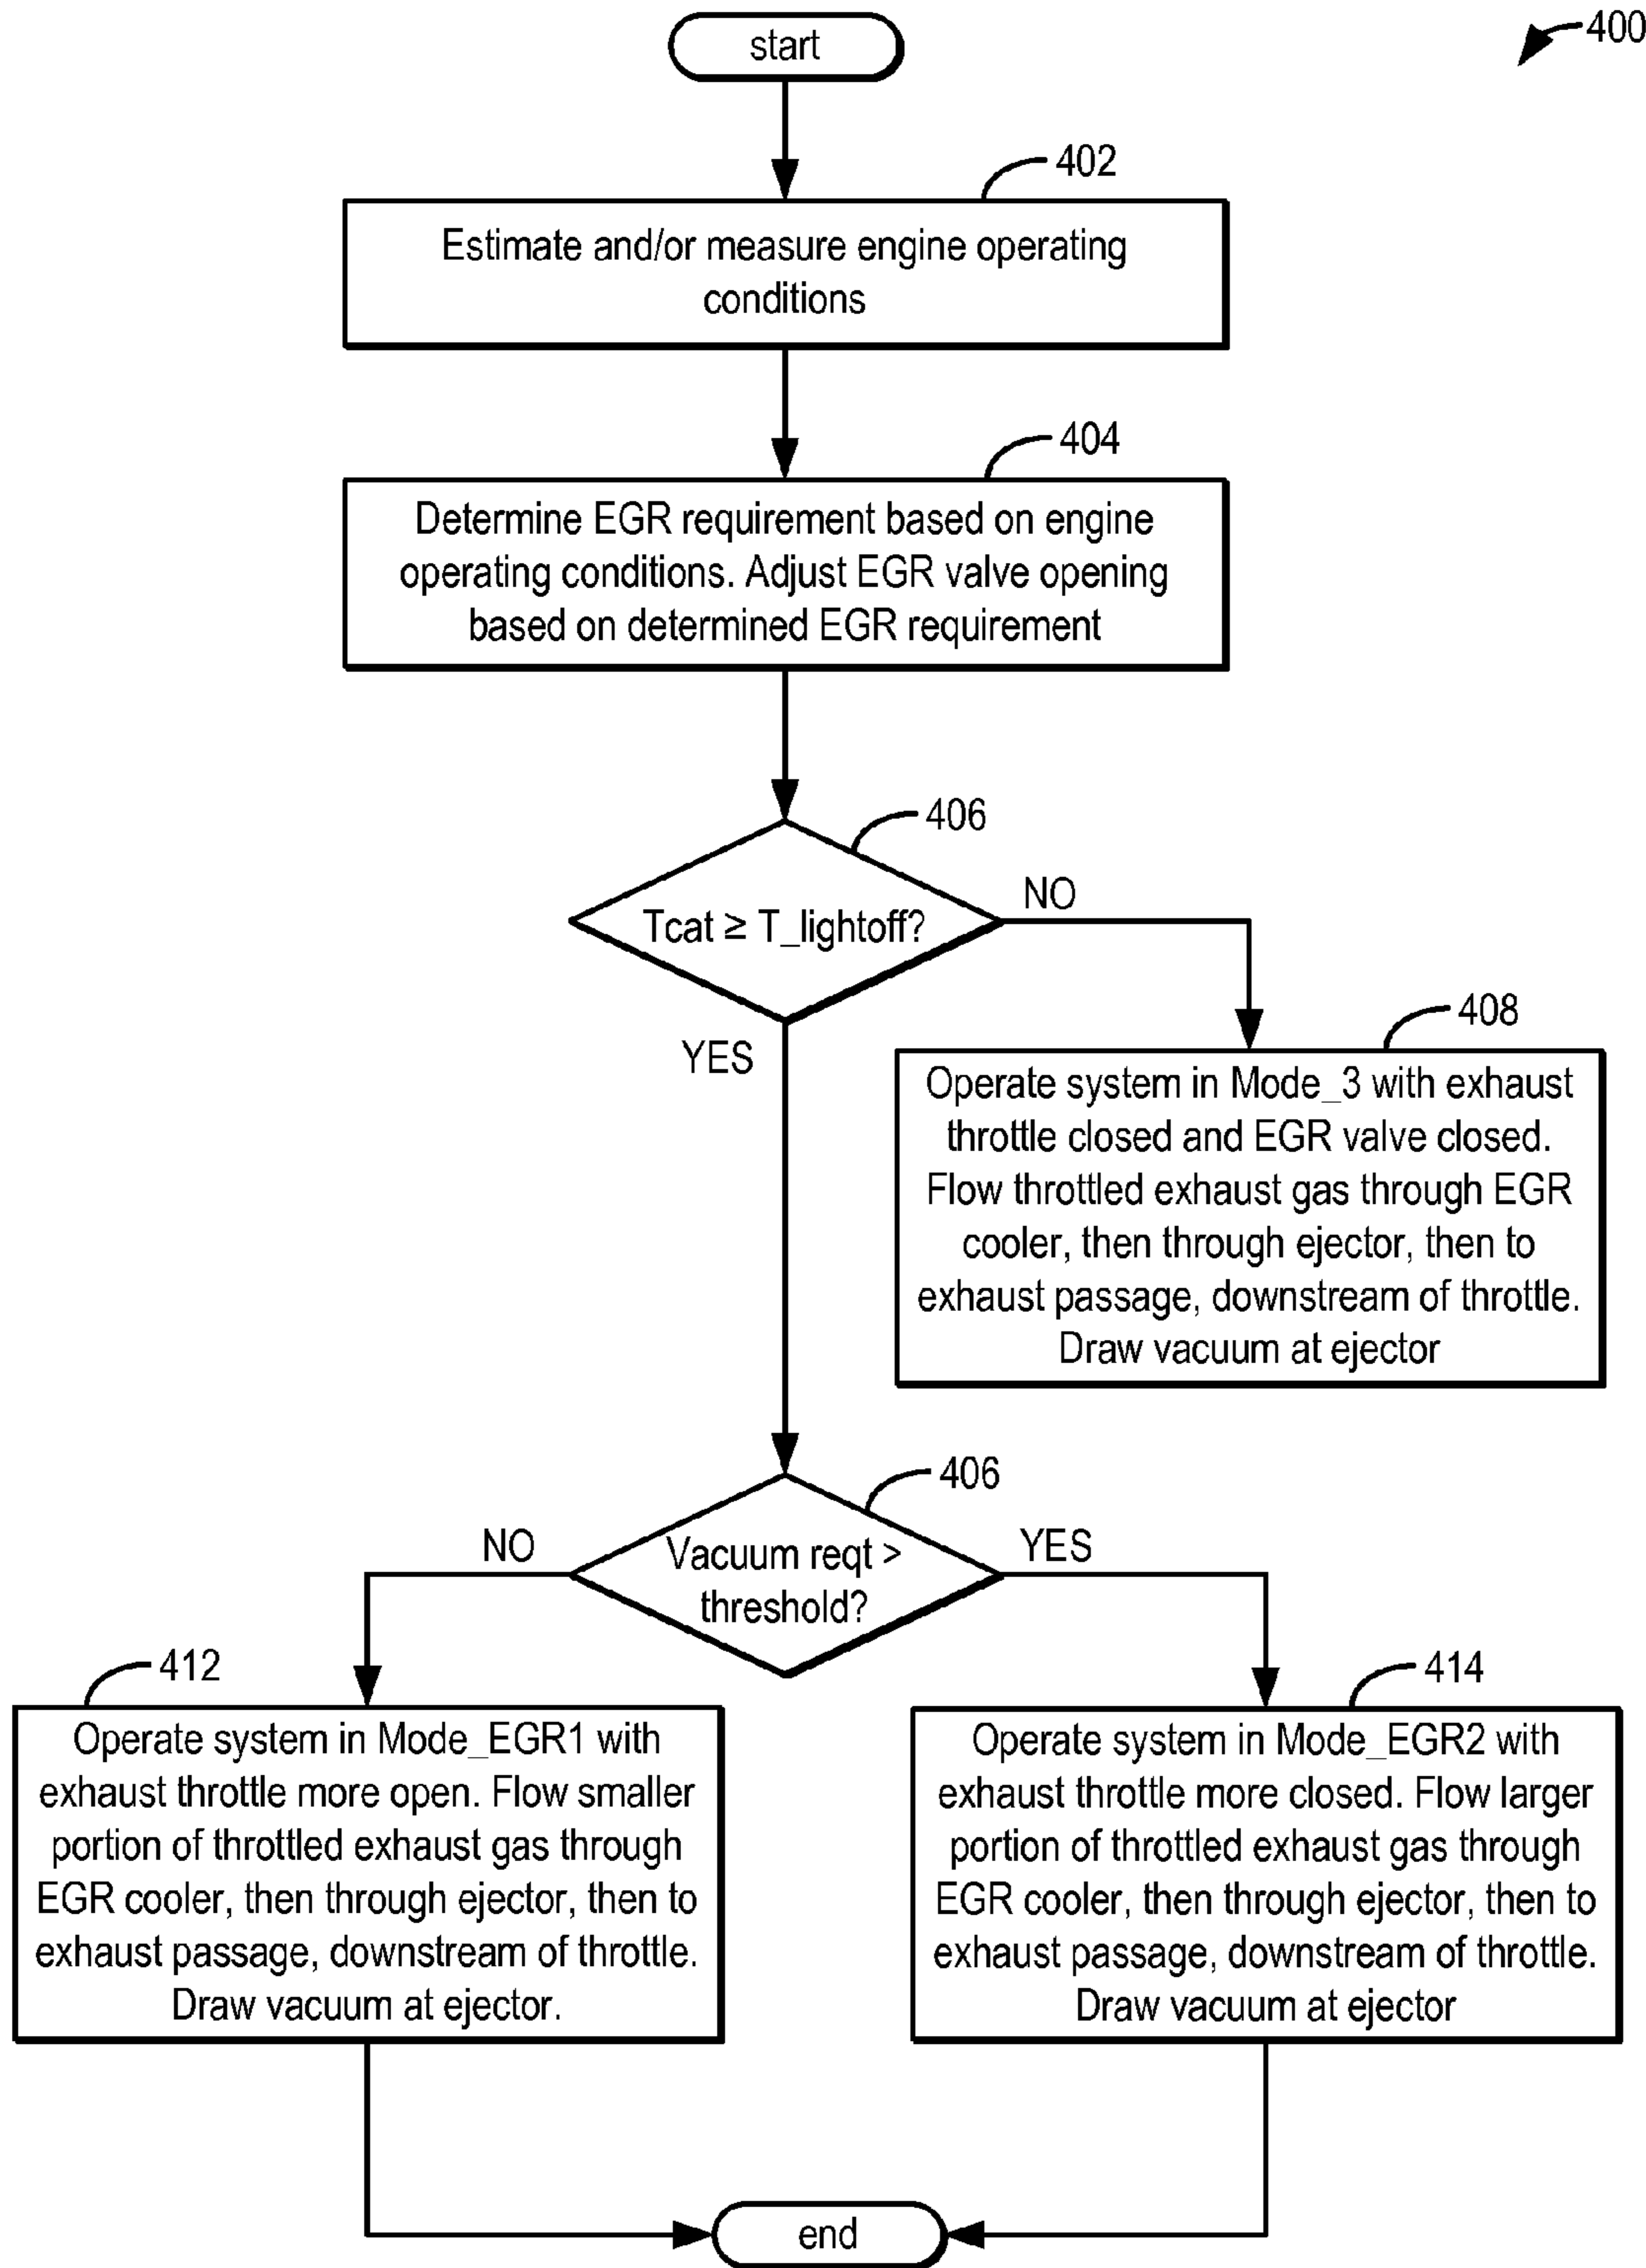 start
400
402
Estimate and/or measure engine operating
conditions
404
Determine EGR requirement based on engine
operating conditions. Adjust EGR valve opening
based on determined EGR requirement
406
Tcat ≥ T_lightoff?
NO
YES
408
Operate system in Mode_3 with exhaust
throttle closed and EGR valve closed.
Flow throttled exhaust gas through EGR
cooler, then through ejector, then to
exhaust passage, downstream of throttle.
Draw vacuum at ejector
406
Vacuum reqt >
threshold?
NO
YES
412
Operate system in Mode_EGR1 with
exhaust throttle more open. Flow smaller
portion of throttled exhaust gas through
EGR cooler, then through ejector, then to
exhaust passage, downstream of throttle.
Draw vacuum at ejector.
414
Operate system in Mode_EGR2 with
exhaust throttle more closed. Flow larger
portion of throttled exhaust gas through
EGR cooler, then through ejector, then to
exhaust passage, downstream of throttle.
Draw vacuum at ejector
end